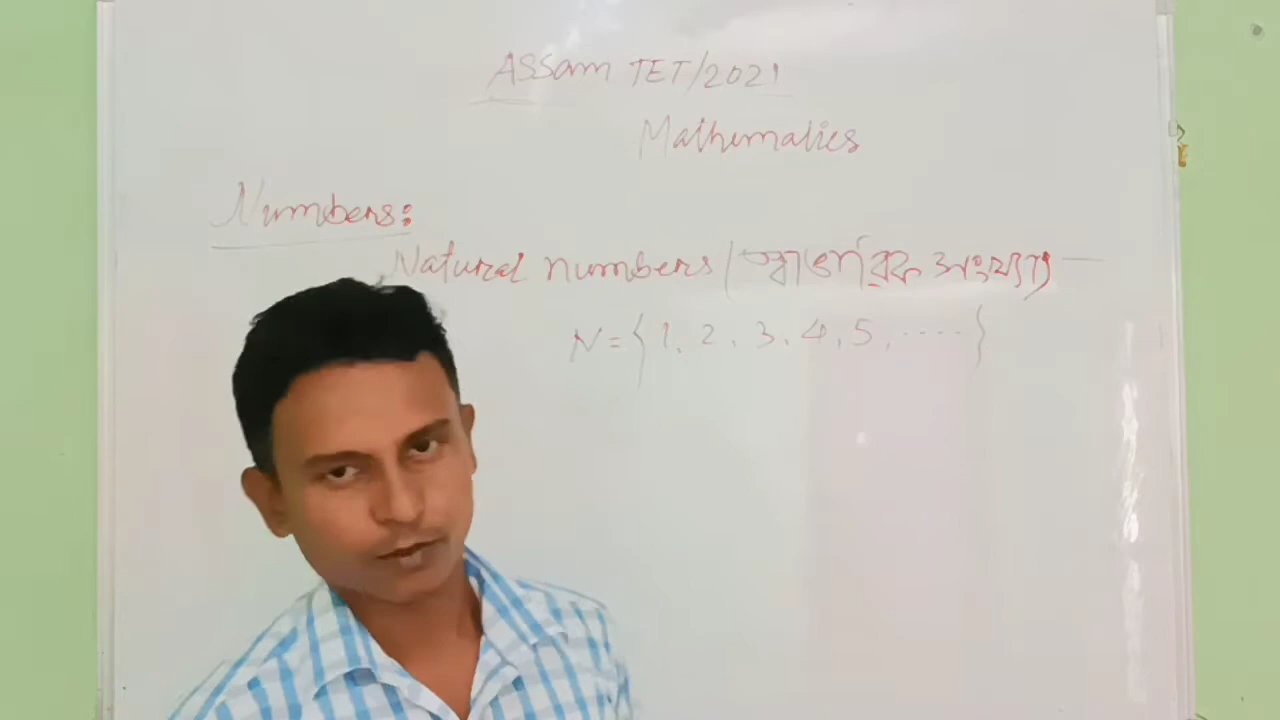 Assam TET/2021
Mathematics
Numbers:
Natural numbers / স্বাভাৱিক সংখ্যা —
N = { 1, 2, 3, 4, 5, ..... }